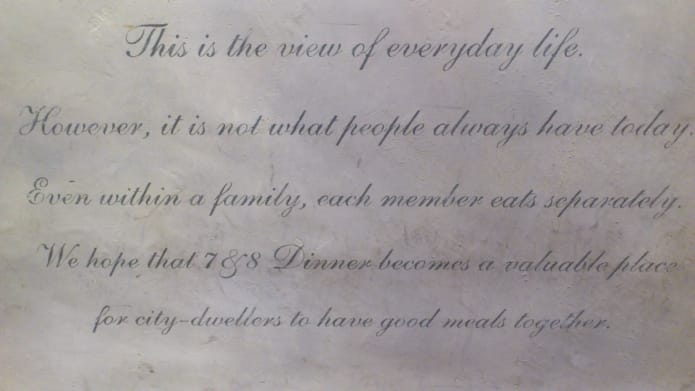 This is the view of everyday life.
However, it is not what people always have today.
Even within a family, each member eats separately.
We hope that 7&8 Dinner becomes a valuable place
for city-dwellers to have good meals together.